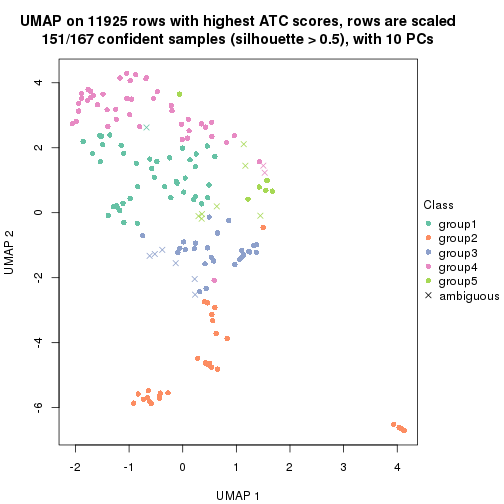 UMAP on 11925 rows with highest ATC scores, rows are scaled
151/167 confident samples (silhouette > 0.5), with 10 PCs
4
2
0
-2
-4
-6
UMAP 2
-2
-1
0
1
2
3
4
UMAP 1
Class
group1
group2
group3
group4
group5
ambiguous